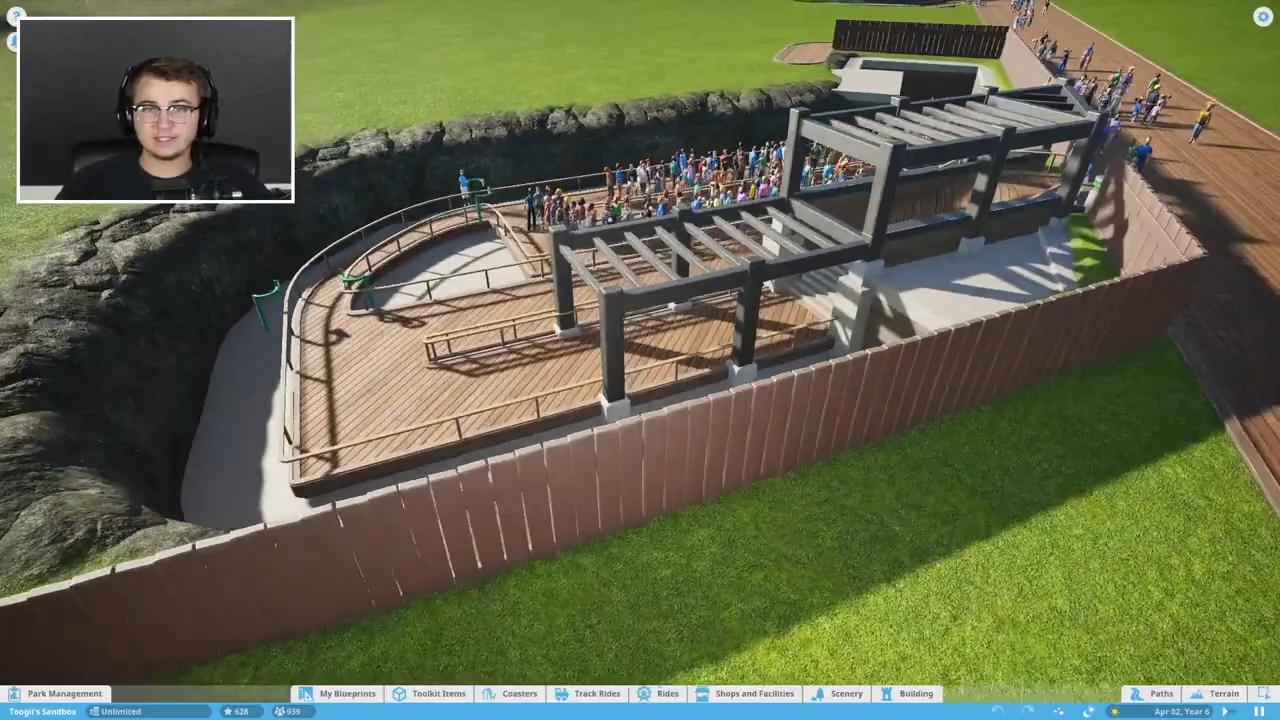 ?
Park Management
My Blueprints
Toolkit Items
Coasters
Track Rides
Rides
Shops and Facilities
Scenery
Building
Paths
Terrain
Toogii's Sandbox
Unlimited
628
939
Apr 02, Year 6